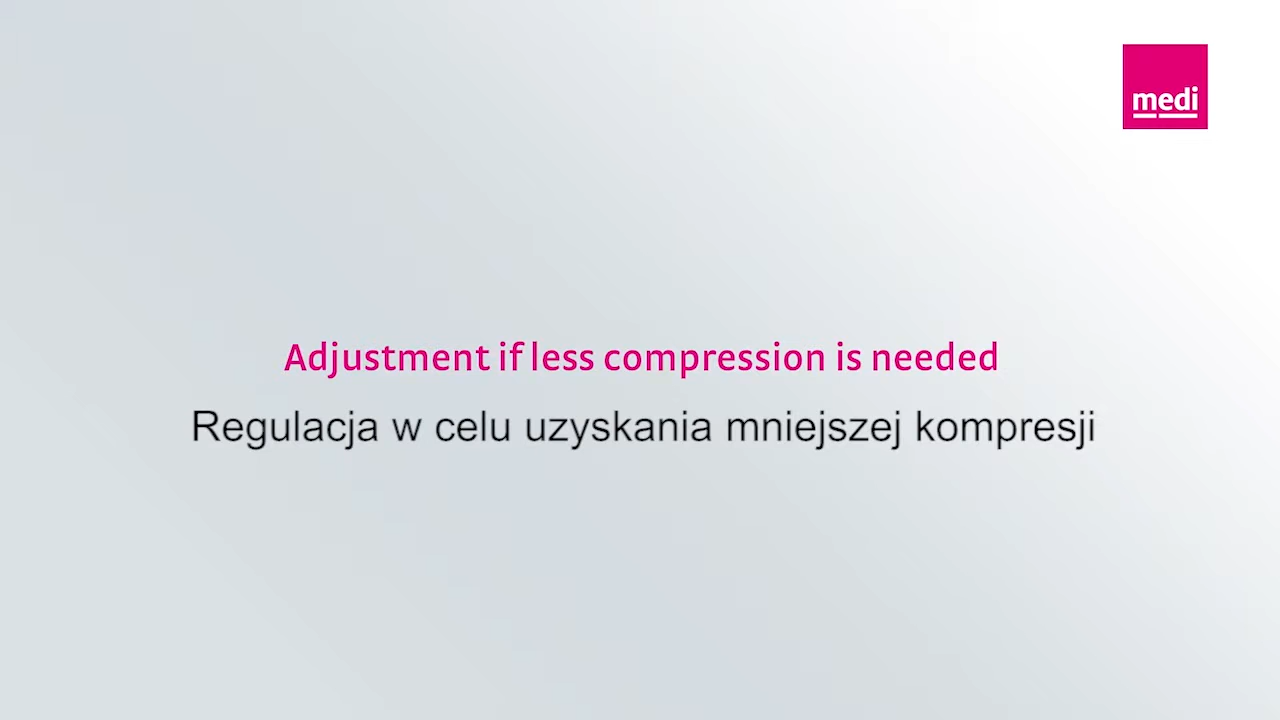 medi
Adjustment if less compression is needed
Regulacja w celu uzyskania mniejszej kompresji